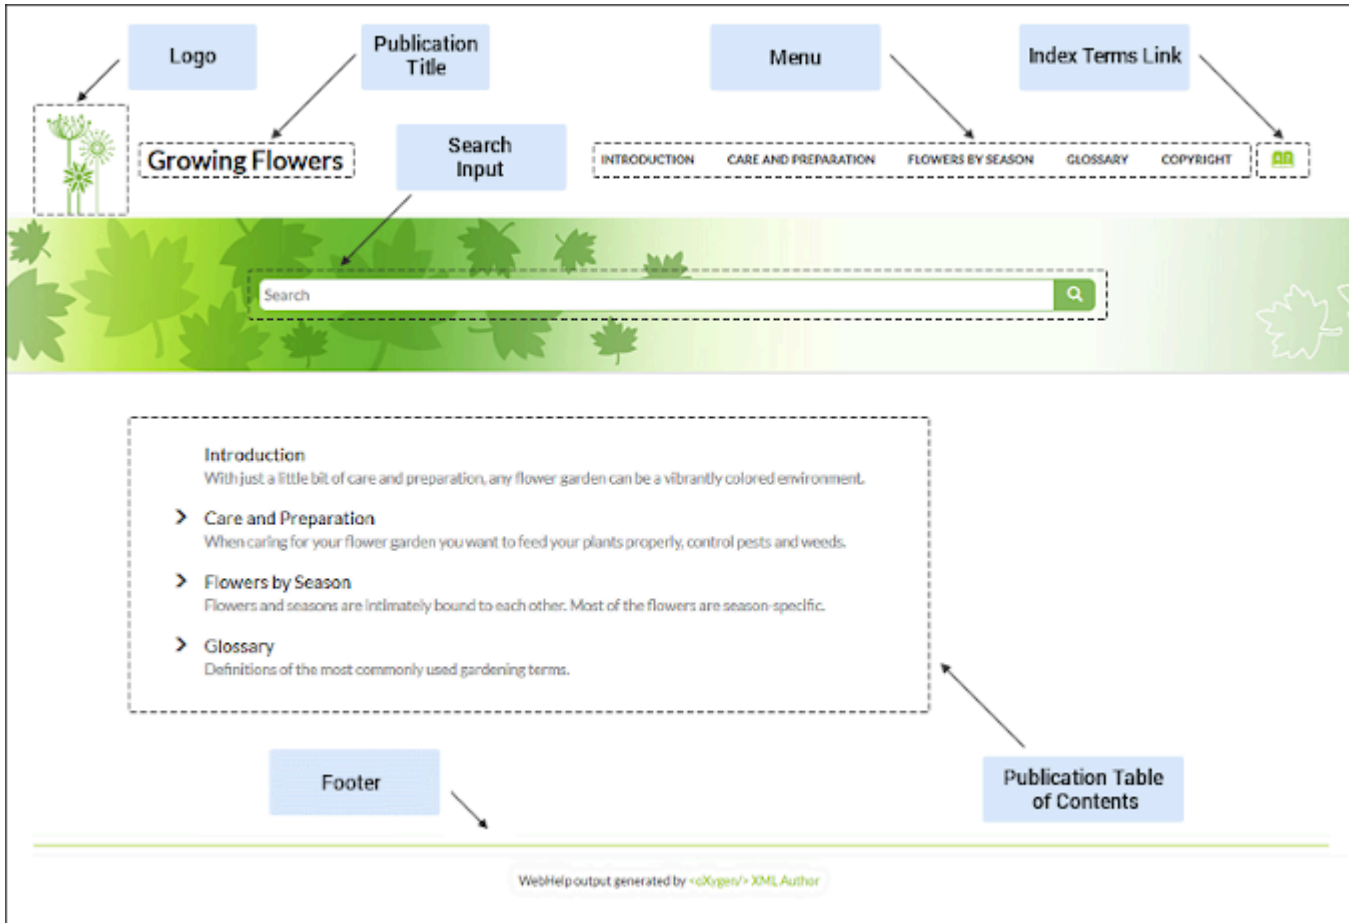 Logo
Publication
Title
Menu
Index Terms Link
Search
Input
Growing Flowers
INTRODUCTION CARE AND PREPARATION FLOWERS BY SEASON GLOSSARY COPYRIGHT
Search
Introduction
With just a little bit of care and preparation, any flower garden can be a vibrantly colored environment.
Care and Preparation
When caring for your flower garden you want to feed your plants properly, control pests and weeds.
Flowers by Season
Flowers and seasons are intimately bound to each other. Most of the flowers are season-specific.
Glossary
Definitions of the most commonly used gardening terms.
Footer
Publication Table
of Contents
WebHelp output generated by <oXygen/> XML Author